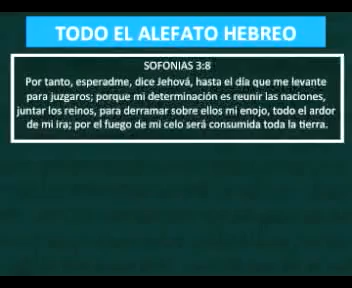 TODO EL ALEFATO HEBREO
SOFONIAS 3:8
Por tanto, esperadme, dice Jehová, hasta el día que me levante
para juzgaros; porque mi determinación es reunir las naciones,
juntar los reinos, para derramar sobre ellos mi enojo, todo el ardor
de mi ira; por el fuego de mi celo será consumida toda la tierra.